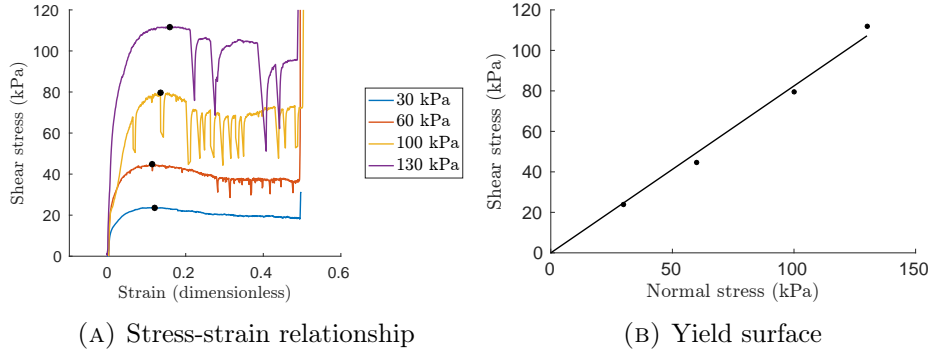 120
100
80
60
40
20
0
Shear stress (kPa)
0
0.2
0.4
0.6
Strain (dimensionless)
30 kPa
60 kPa
100 kPa
130 kPa
(A) Stress-strain relationship
120
100
80
60
40
20
0
Shear stress (kPa)
0
50
100
150
Normal stress (kPa)
(B) Yield surface